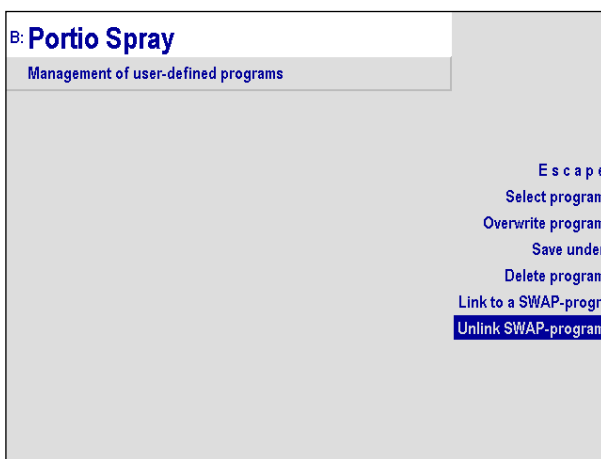 B: Portio Spray
Management of user-defined programs
Escape
Select program
Overwrite program
Save under
Delete program
Link to a SWAP-progr
Unlink SWAP-program